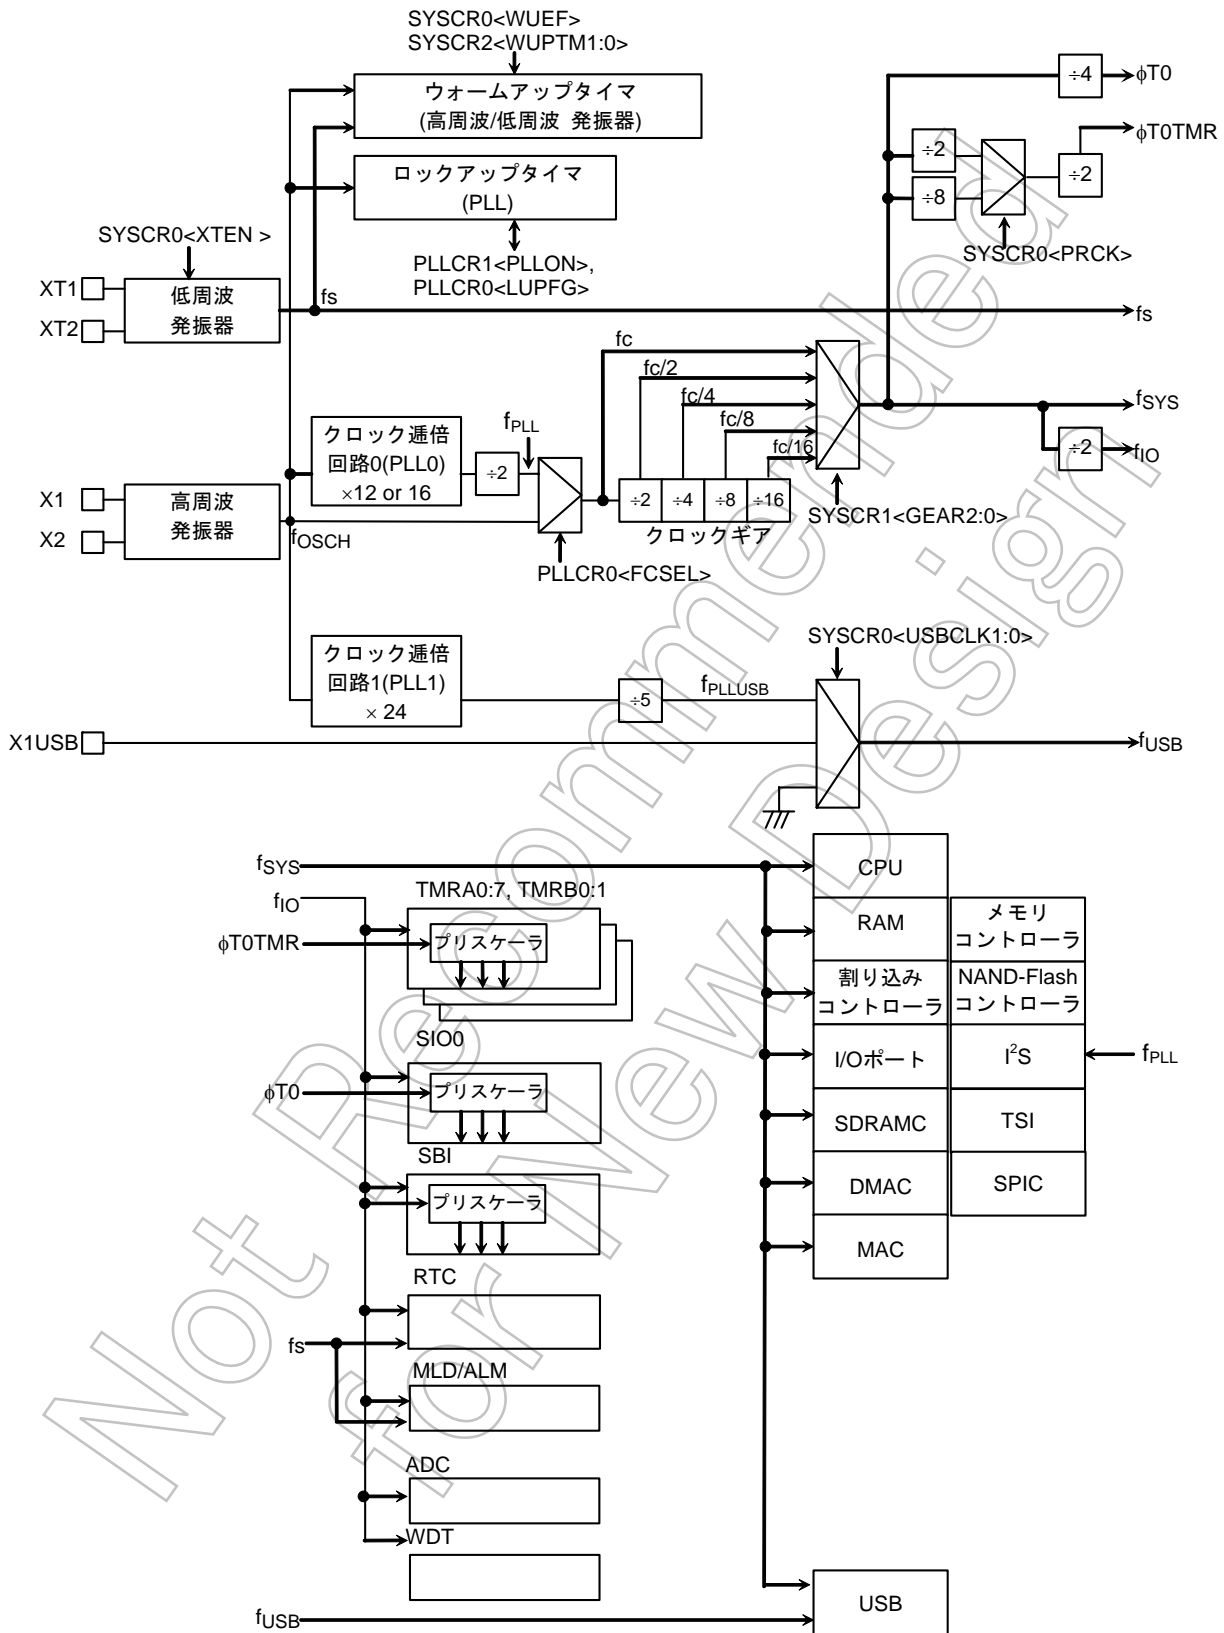 SYSCR0<WUEF>
SYSCR2<WUPTM1:0>
ウォームアップタイマ
(高周波/低周波 発振器)
÷4
φT0
φT0TMR
÷2
÷8
÷2
SYSCR0<PRCK>
ロックアップタイマ
(PLL)
SYSCR0<XTEN >
PLLCR1<PLLON>,
PLLCR0<LUPFG>
XT1
XT2
低周波
発振器
fs
fs
fc
fc/2
fc/4
fc/8
fc/16
fSYS
÷2
fIO
クロック逓倍
回路0(PLL0)
×12 or 16
÷2
fPLL
X1
X2
高周波
発振器
fOSCH
÷2
÷4
÷8
÷16
クロックギア
SYSCR1<GEAR2:0>
PLLCR0<FCSEL>
SYSCR0<USBCLK1:0>
クロック逓倍
回路1(PLL1)
× 24
÷5
fPLLUSB
X1USB
fUSB
fSYS
fIO
TMRA0:7, TMRB0:1
φT0TMR
プリスケーラ
SIO0
φT0
プリスケーラ
SBI
プリスケーラ
RTC
fs
MLD/ALM
ADC
WDT
fUSB
CPU
RAM
メモリ
コントローラ
割り込み
コントローラ
NAND-Flash
コントローラ
I/Oポート
I²S
fPLL
SDRAMC
TSI
DMAC
SPIC
MAC
USB
Not Recommended
for New Design